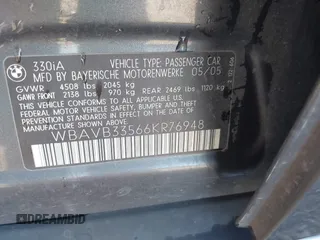 BMW
330iA VEHICLE TYPE: PASSENGER CAR
MFD BY BAYERISCHE MOTORENWERKE 05/05
GVWR 4508 lbs 2045 kg
GAWR FRONT 2138 lbs 970 kg REAR 2469 lbs 1120 kg
THIS VEHICLE CONFORMS TO ALL APPLICABLE
FEDERAL MOTOR VEHICLE SAFETY, BUMPER AND
THEFT PREVENTION STANDARDS IN EFFECT ON
THE DATE OF MANUFACTURE SHOWN ABOVE.
WBAVB33566KR76948
DREAMBID